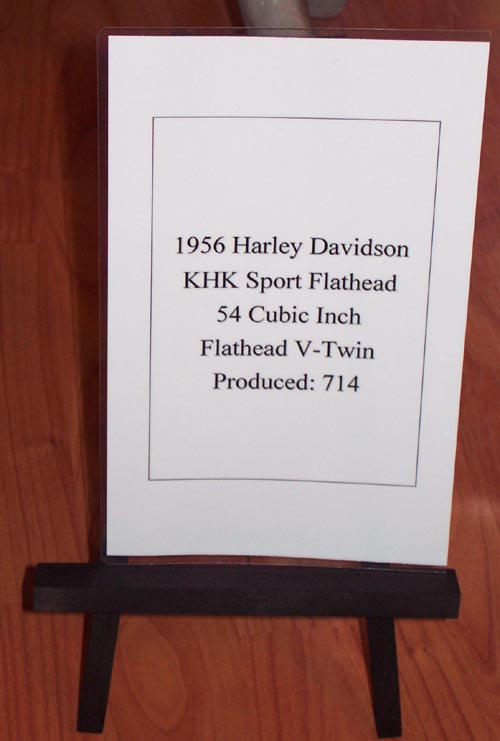 1956 Harley Davidson
KHK Sport Flathead
54 Cubic Inch
Flathead V-Twin
Produced: 714